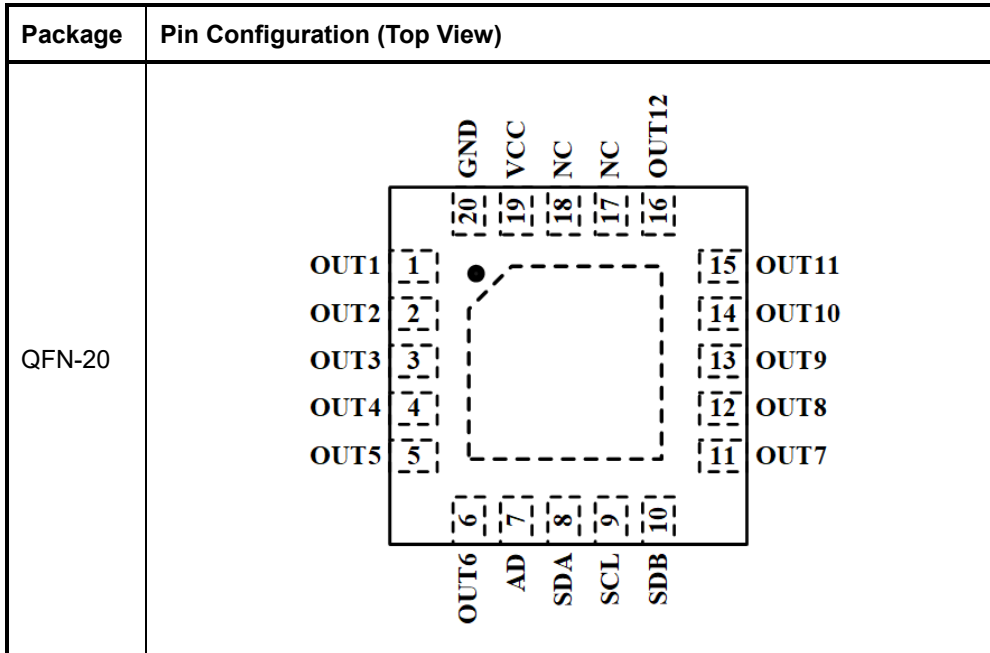 Package
Pin Configuration (Top View)
QFN-20
GND
VCC
NC
NC
OUT12
20
19
18
17
16
OUT1 1
OUT2 2
OUT3 3
OUT4 4
OUT5 5
15 OUT11
14 OUT10
13 OUT9
12 OUT8
11 OUT7
6
7
8
9
10
OUT6
AD
SDA
SCL
SDB